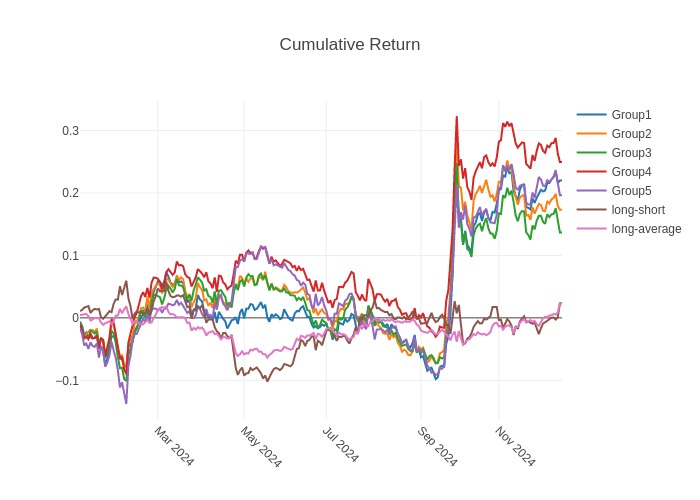 Cumulative Return
0.3
0.2
0.1
0
−0.1
Mar 2024
May 2024
Jul 2024
Sep 2024
Nov 2024
Group1
Group2
Group3
Group4
Group5
long-short
long-average